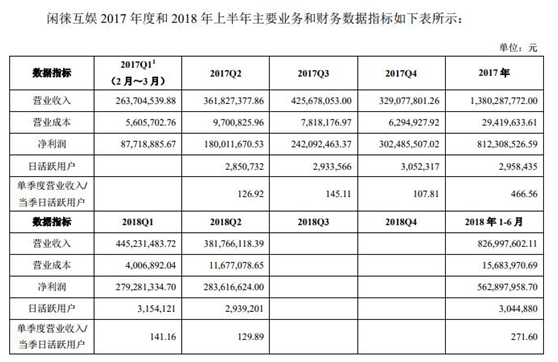 闲徕互娱 2017 年度和 2018 年上半年主要业务和财务数据指标如下表所示：
单位：元
数据指标 2017Q1¹（2 月～3 月） 2017Q2 2017Q3 2017Q4 2017 年
营业收入 263,704,539.88 361,827,377.86 425,678,053.00 329,077,801.26 1,380,287,772.00
营业成本 5,605,702.76 9,700,825.96 7,818,176.97 6,294,927.92 29,419,633.61
净利润 87,718,885.67 180,011,670.53 242,092,463.37 302,485,507.02 812,308,526.59
日活跃用户 2,850,732 2,933,566 3,052,317 2,958,435
单季度营业收入/当季日活跃用户 126.92 145.11 107.81 466.56
数据指标 2018Q1 2018Q2 2018Q3 2018Q4 2018 年 1-6 月
营业收入 445,231,483.72 381,766,118.39 826,997,602.11
营业成本 4,006,892.04 11,677,078.65 15,683,970.69
净利润 279,281,334.70 283,616,624.00 562,897,958.70
日活跃用户 3,154,121 2,939,201 3,044,880
单季度营业收入/当季日活跃用户 141.16 129.89 271.60